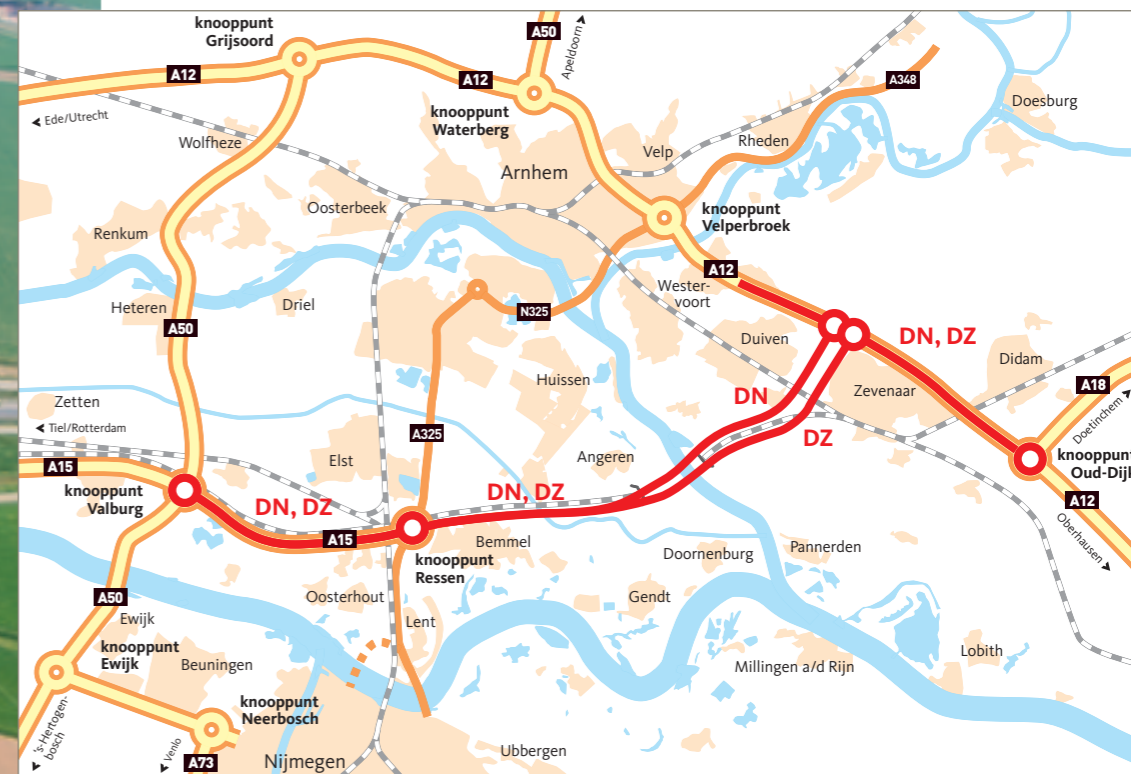 knooppunt
Grijsoord
A50
Apeldoorn
A12
A12
A348
Ede/Utrecht
knooppunt
Waterberg
Doesburg
Wolfheze
Velp
Rheden
Arnhem
Oosterbeek
knooppunt
Velperbroek
Renkum
A12
Wester-
voort
Heteren
Driel
N325
A50
Duiven
DN, DZ
Didam
Huissen
Zevenaar
A18
DN
Zetten
Doetinchem
Tiel/Rotterdam
A325
DZ
Elst
Angeren
knooppunt
Oud-Dijk
A15
knooppunt
Valburg
DN, DZ
DN, DZ
A12
Oberhausen
A15
Bemmel
knooppunt
Ressen
Doornenburg
Pannerden
A50
Oosterhout
Gendt
Ewijk
Lent
knooppunt
Ewijk
Beuningen
Millingen a/d Rijn
Lobith
knooppunt
Neerbosch
's-Hertogen-
bosch
Venlo
A73
Nijmegen
Ubbergen